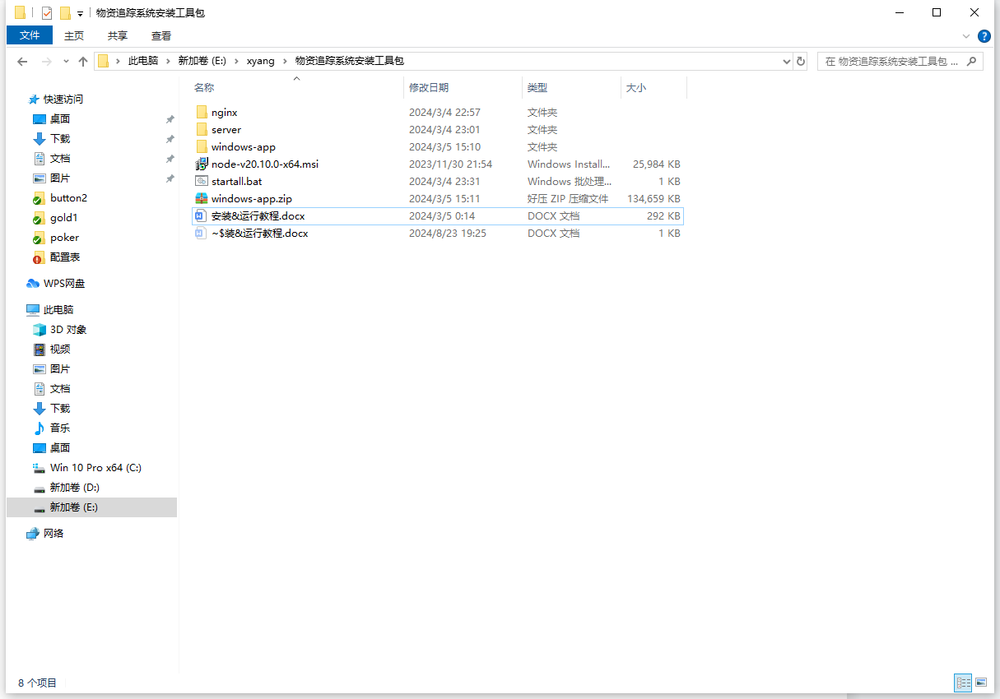 物资追踪系统安装工具包
文件 主页 共享 查看
此电脑 新加卷 (E:) xyang 物资追踪系统安装工具包 在 物资追踪系统安装工具包 ...
名称 修改日期 类型 大小
nginx 2024/3/4 22:57 文件夹
server 2024/3/4 23:01 文件夹
windows-app 2024/3/5 15:10 文件夹
node-v20.10.0-x64.msi 2023/11/30 21:54 Windows Install... 25,984 KB
startall.bat 2024/3/4 23:31 Windows 批处理... 1 KB
windows-app.zip 2024/3/5 15:11 好压 ZIP 压缩文件 134,659 KB
安装&运行教程.docx 2024/3/5 0:14 DOCX 文档 292 KB
~$装&运行教程.docx 2024/8/23 19:25 DOCX 文档 1 KB
快速访问
桌面
下载
文档
图片
button2
gold1
poker
配置表
WPS网盘
此电脑
3D 对象
视频
图片
文档
下载
音乐
桌面
Win 10 Pro x64 (C:)
新加卷 (D:)
新加卷 (E:)
网络
8 个项目